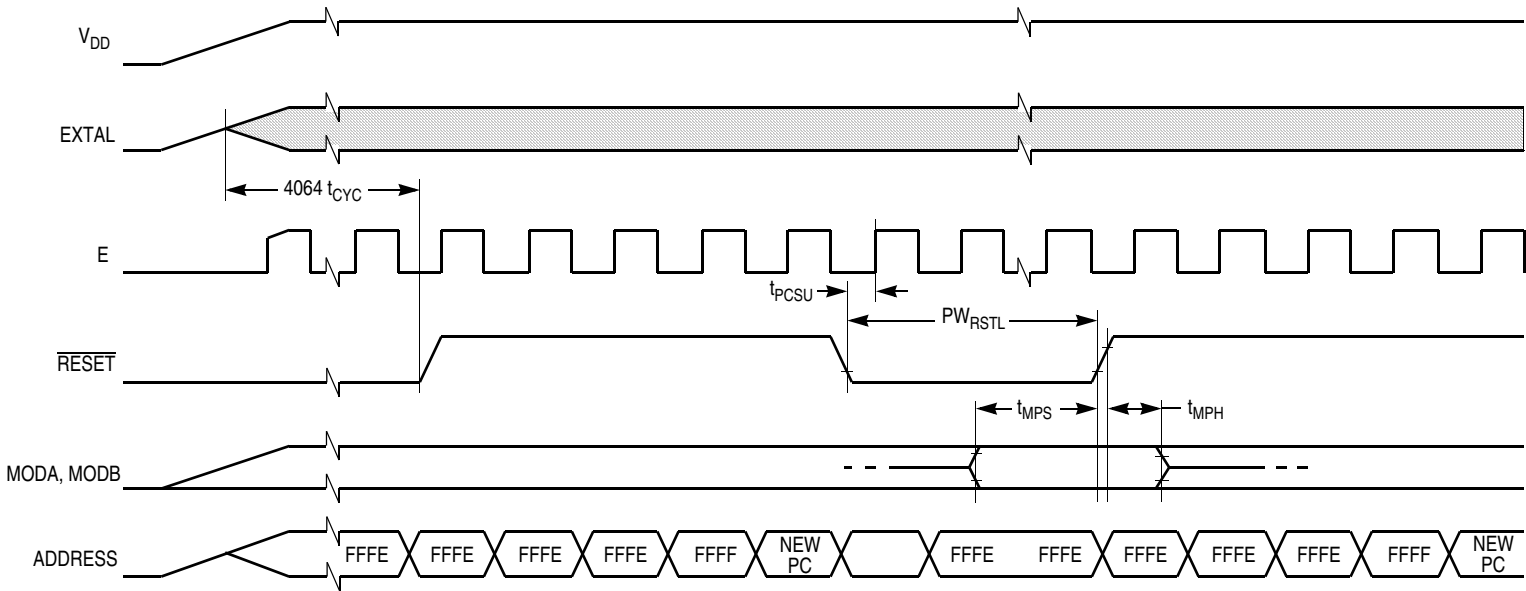 VDD
EXTAL
4064 tCYC
E
tPCSU
PWRSTL
RESET
tMPS
tMPH
MODA, MODB
ADDRESS
FFFE FFFE FFFE FFFE FFFF NEW PC FFFE FFFE FFFE FFFE FFFE FFFF NEW PC